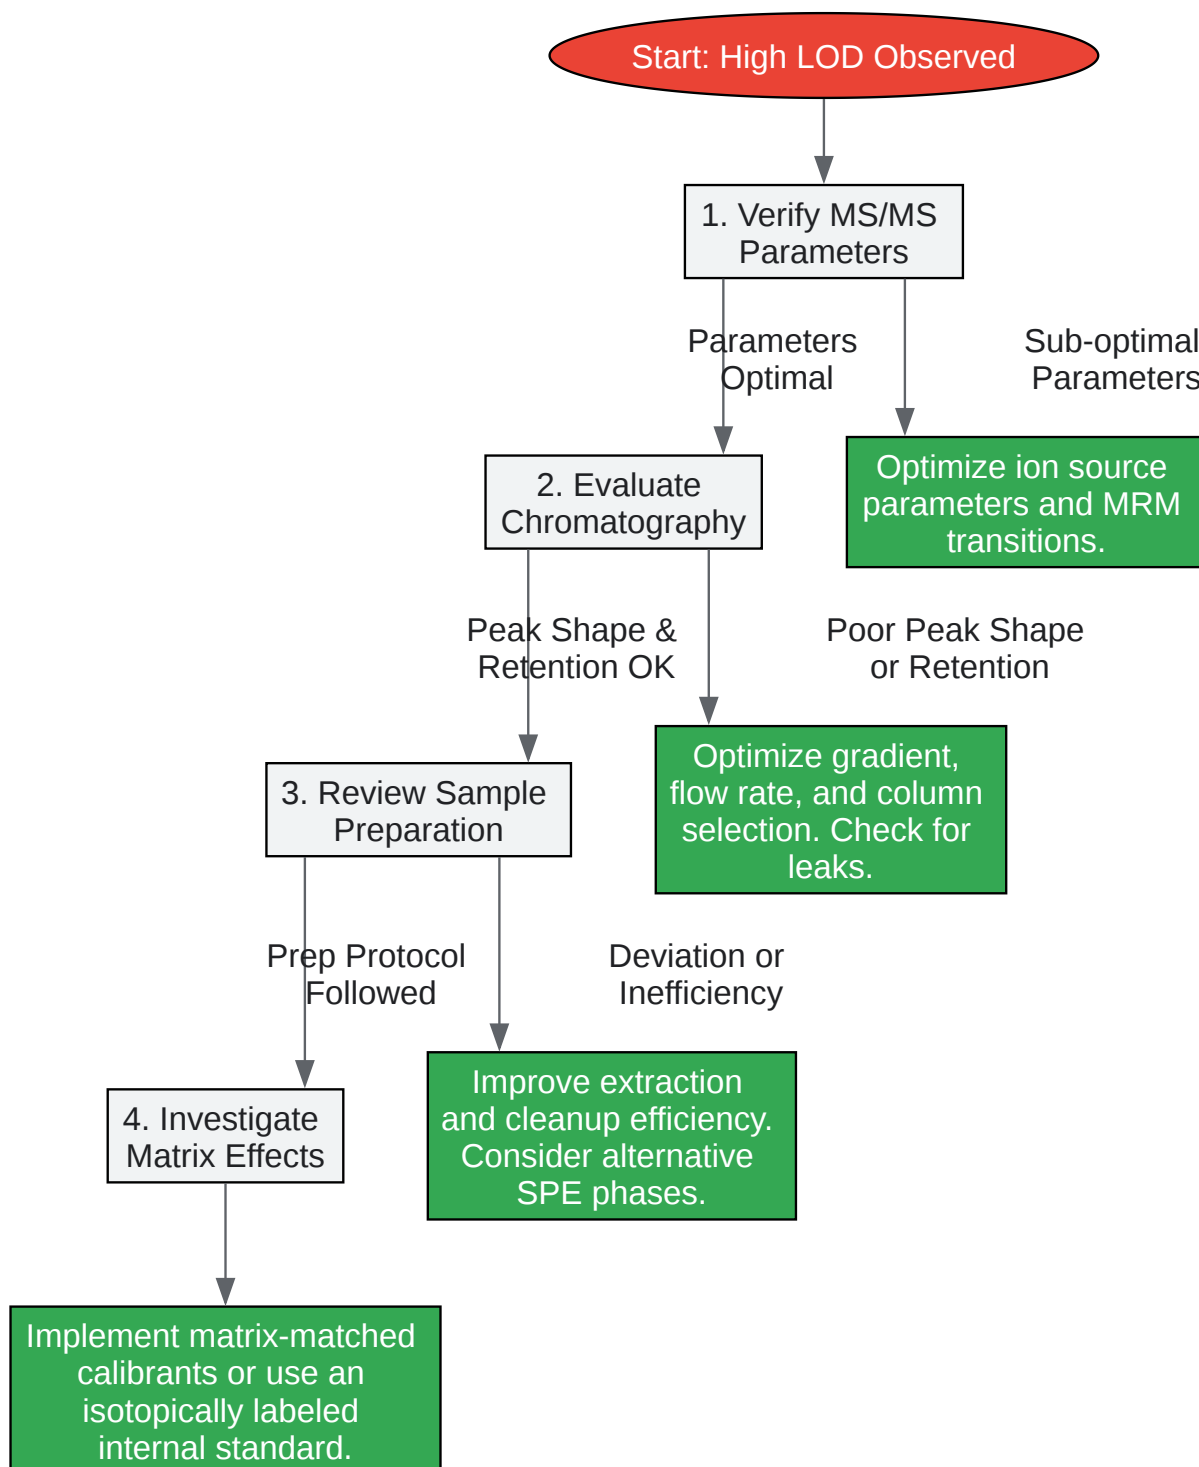 Start: High LOD Observed
1. Verify MS/MS
Parameters
Parameters
Optimal
Sub-optimal
Parameters
Optimize ion source
parameters and MRM
transitions.
2. Evaluate
Chromatography
Peak Shape &
Retention OK
Poor Peak Shape
or Retention
Optimize gradient,
flow rate, and column
selection. Check for
leaks.
3. Review Sample
Preparation
Prep Protocol
Followed
Deviation or
Inefficiency
Improve extraction
and cleanup efficiency.
Consider alternative
SPE phases.
4. Investigate
Matrix Effects
Implement matrix-matched
calibrants or use an
isotopically labeled
internal standard.